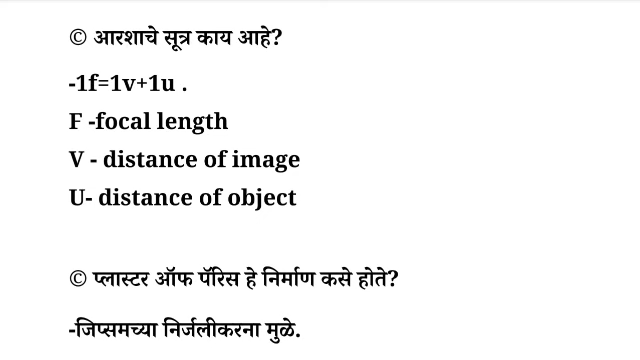 © आरशाचे सूत्र काय आहे?
-1f=1v+1u .
F -focal length
V - distance of image
U- distance of object
© प्लास्टर ऑफ पॅरिस हे निर्माण कसे होते?
-जिप्समच्या निर्जलीकरना मुळे.